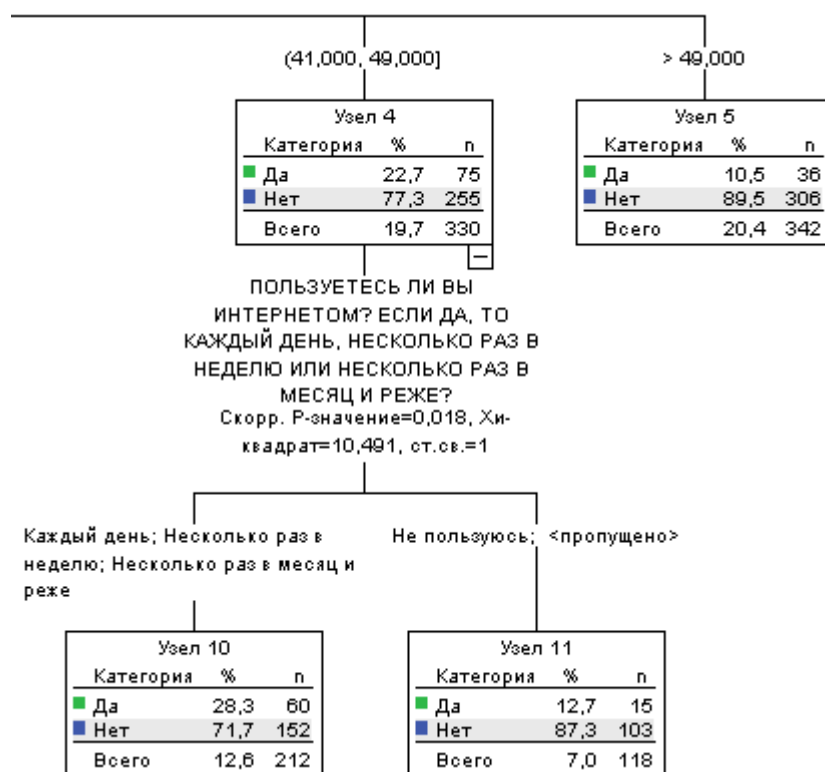 (41,000, 49,000]
> 49,000
Узел 4
Категория % n
Да 22,7 75
Нет 77,3 255
Всего 19,7 330
Узел 5
Категория % n
Да 10,5 36
Нет 89,5 306
Всего 20,4 342
ПОЛЬЗУЕТЕСЬ ЛИ ВЫ
ИНТЕРНЕТОМ? ЕСЛИ ДА, ТО
КАЖДЫЙ ДЕНЬ, НЕСКОЛЬКО РАЗ В
НЕДЕЛЮ ИЛИ НЕСКОЛЬКО РАЗ В
МЕСЯЦ И РЕЖЕ?
Скорр. P-значение=0,018, Хи-
квадрат=10,491, ст.св.=1
Каждый день; Несколько раз в
неделю; Несколько раз в месяц и
реже
Не пользуюсь; <пропущено>
Узел 10
Категория % n
Да 28,3 60
Нет 71,7 152
Всего 12,6 212
Узел 11
Категория % n
Да 12,7 15
Нет 87,3 103
Всего 7,0 118